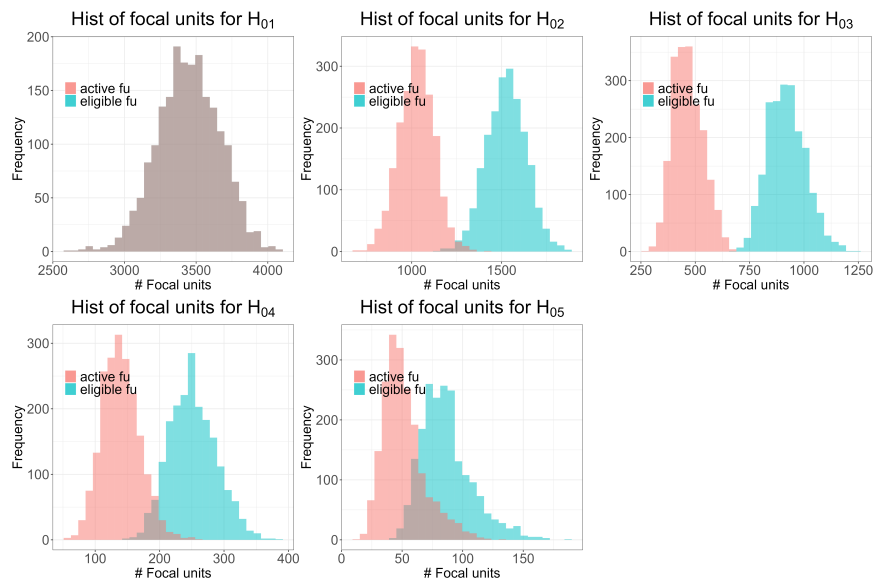 Hist of focal units for H01
Frequency
200
150
100
50
0
active fu
eligible fu
2500 3000 3500 4000
# Focal units
Hist of focal units for H02
Frequency
300
200
100
0
active fu
eligible fu
1000 1500
# Focal units
Hist of focal units for H03
Frequency
300
200
100
0
active fu
eligible fu
250 500 750 1000 1250
# Focal units
Hist of focal units for H04
Frequency
300
200
100
0
active fu
eligible fu
100 200 300 400
# Focal units
Hist of focal units for H05
Frequency
300
200
100
0
active fu
eligible fu
0 50 100 150
# Focal units